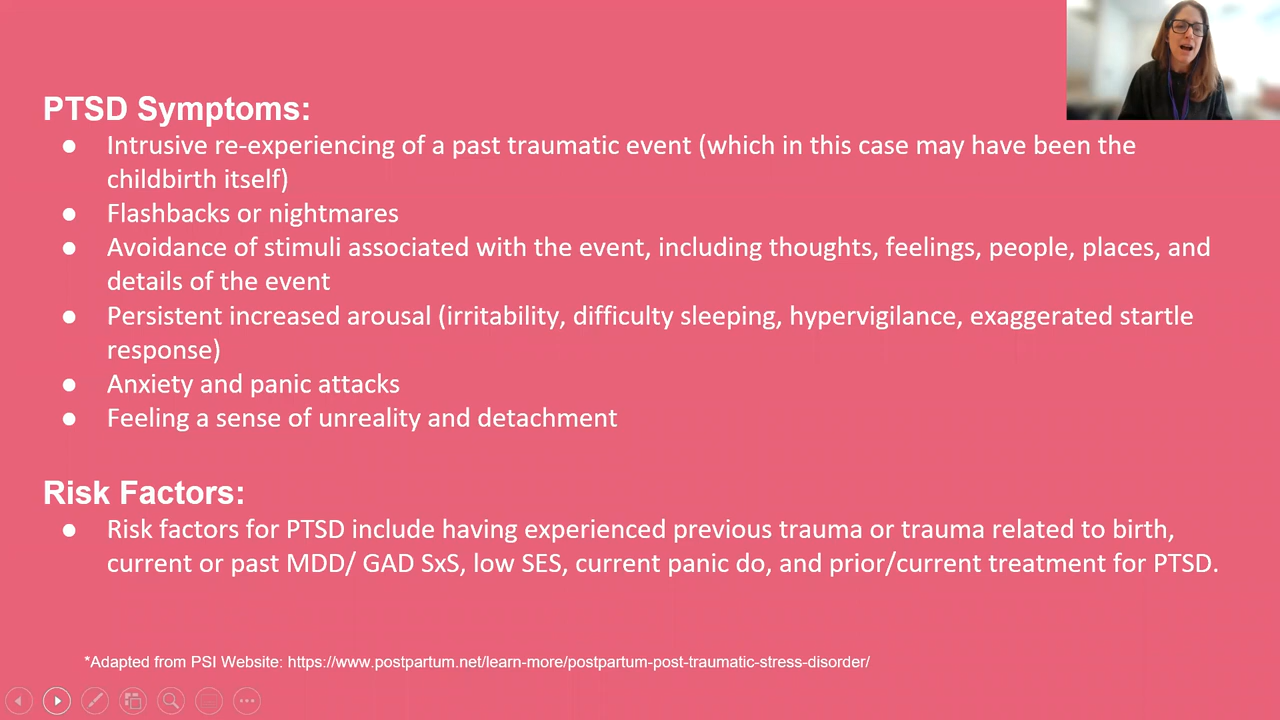 PTSD Symptoms:
● Intrusive re-experiencing of a past traumatic event (which in this case may have been the
childbirth itself)
● Flashbacks or nightmares
● Avoidance of stimuli associated with the event, including thoughts, feelings, people, places, and
details of the event
● Persistent increased arousal (irritability, difficulty sleeping, hypervigilance, exaggerated startle
response)
● Anxiety and panic attacks
● Feeling a sense of unreality and detachment
Risk Factors:
● Risk factors for PTSD include having experienced previous trauma or trauma related to birth,
current or past MDD/ GAD SxS, low SES, current panic do, and prior/current treatment for PTSD.
*Adapted from PSI Website: https://www.postpartum.net/learn-more/postpartum-post-traumatic-stress-disorder/